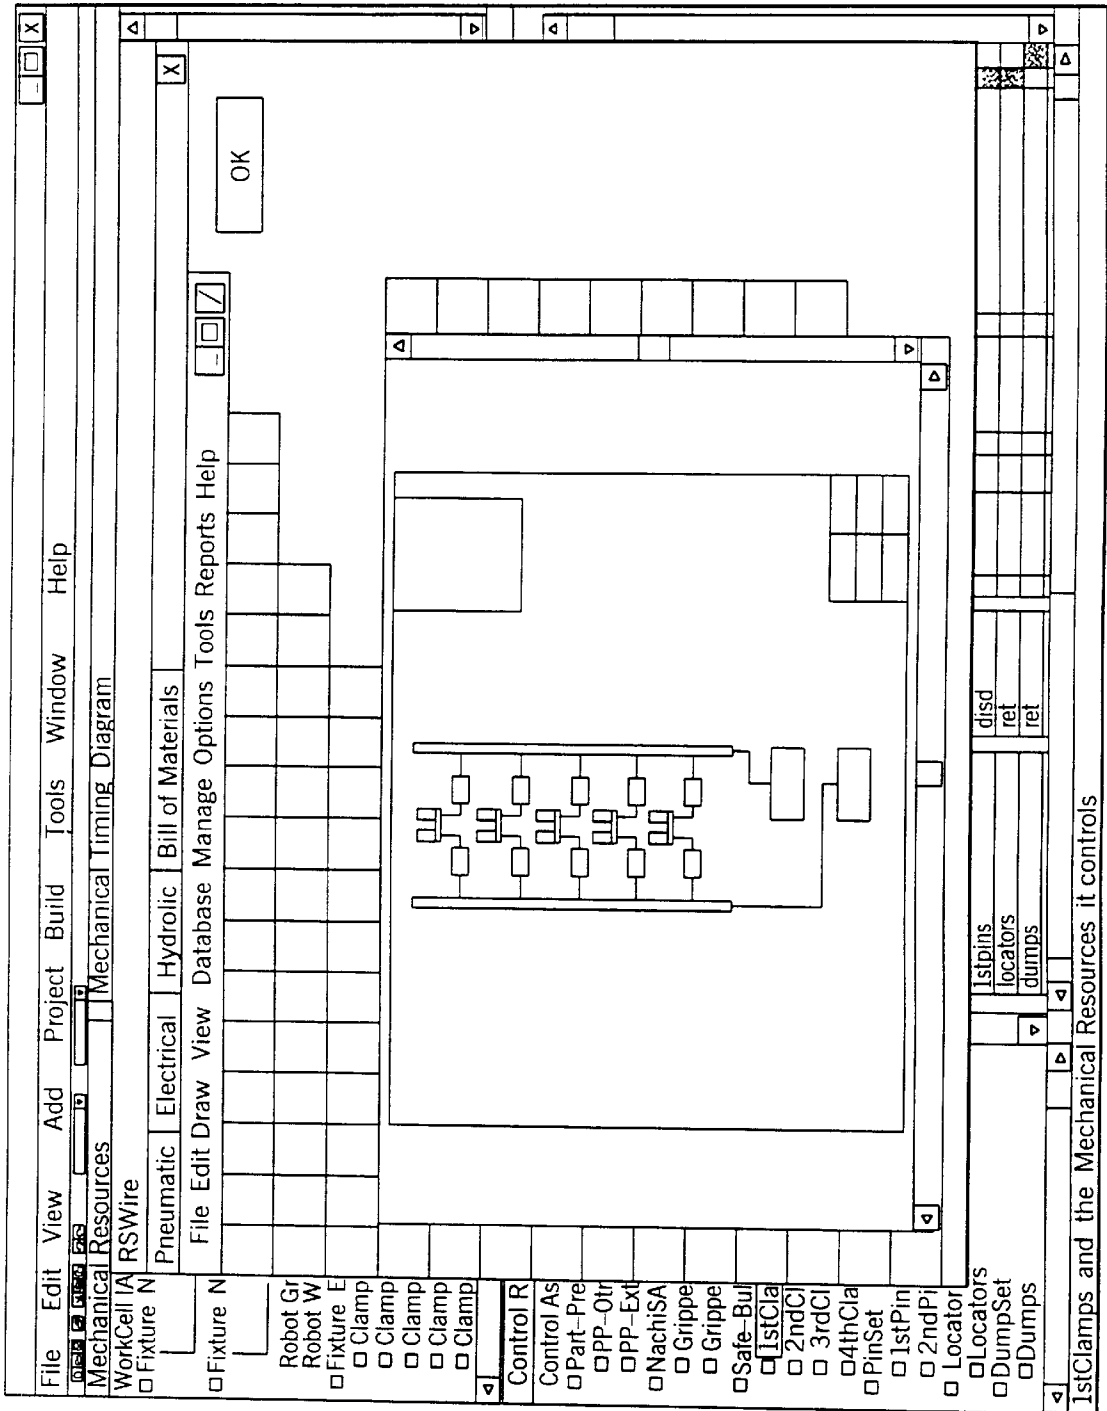 File Edit View Add Project Build Tools Window Help
Mechanical Resources
Mechanical Timing Diagram
WorkCell IA
Fixture N
Fixture N
Robot Gr
Robot W
Fixture E
Clamp
Clamp
Clamp
Clamp
Clamp
RSWire
X
Pneumatic Electrical Hydrolic Bill of Materials
File Edit Draw View Database Manage Options Tools Reports Help
OK
Control R
Control As
Part-Pre
PP-Otr
PP-Ext
NachiSA
Grippe
Grippe
Safe-Bul
1stCla
2ndCl
3rdCl
4thCla
PinSet
1stPin
2ndPi
Locator
Locators
DumpSet
Dumps
1stpins disd
locators ret
dumps ret
1stClamps and the Mechanical Resources it controls